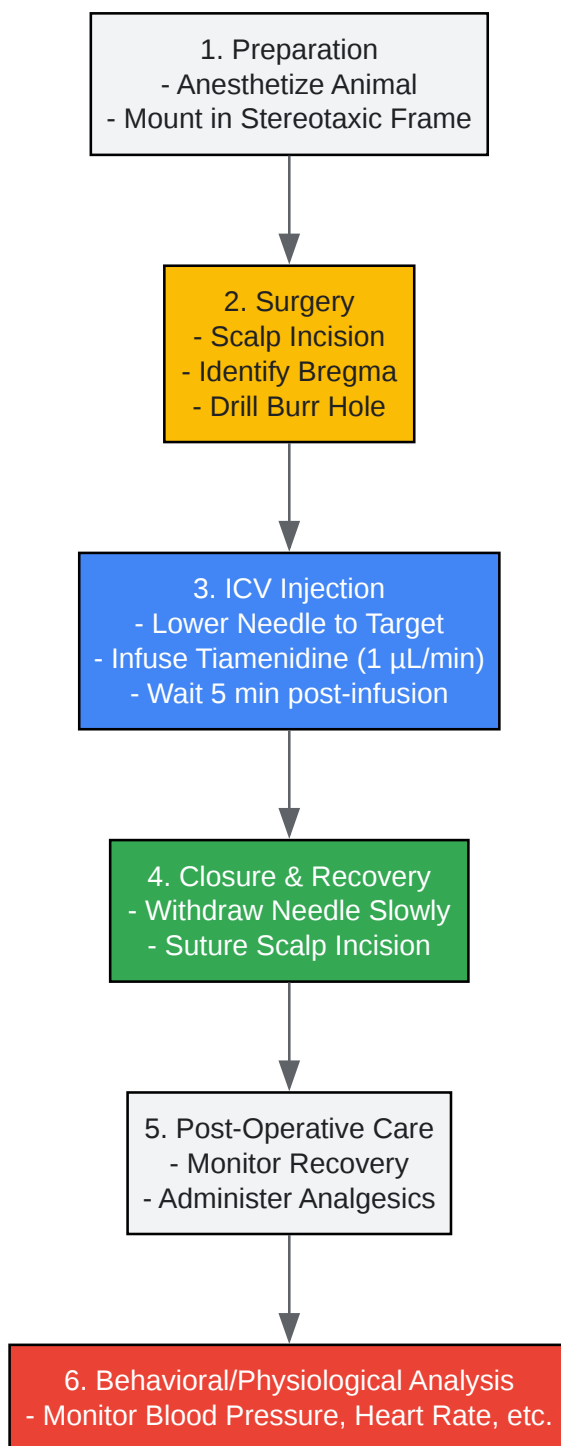 1. Preparation
- Anesthetize Animal
- Mount in Stereotaxic Frame
2. Surgery
- Scalp Incision
- Identify Bregma
- Drill Burr Hole
3. ICV Injection
- Lower Needle to Target
- Infuse Tiamenidine (1 µL/min)
- Wait 5 min post-infusion
4. Closure & Recovery
- Withdraw Needle Slowly
- Suture Scalp Incision
5. Post-Operative Care
- Monitor Recovery
- Administer Analgesics
6. Behavioral/Physiological Analysis
- Monitor Blood Pressure, Heart Rate, etc.